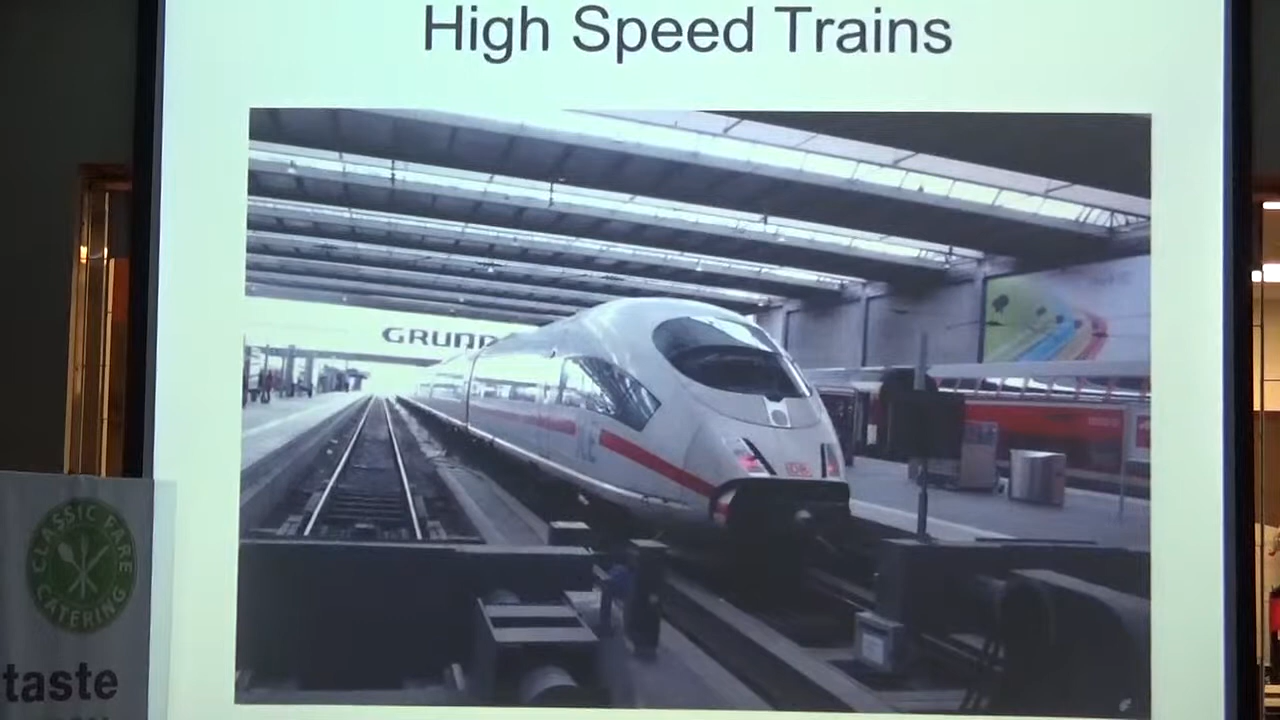 High Speed Trains
GRUND
ICE
DB
CLASSIC FARE
CATERING
taste